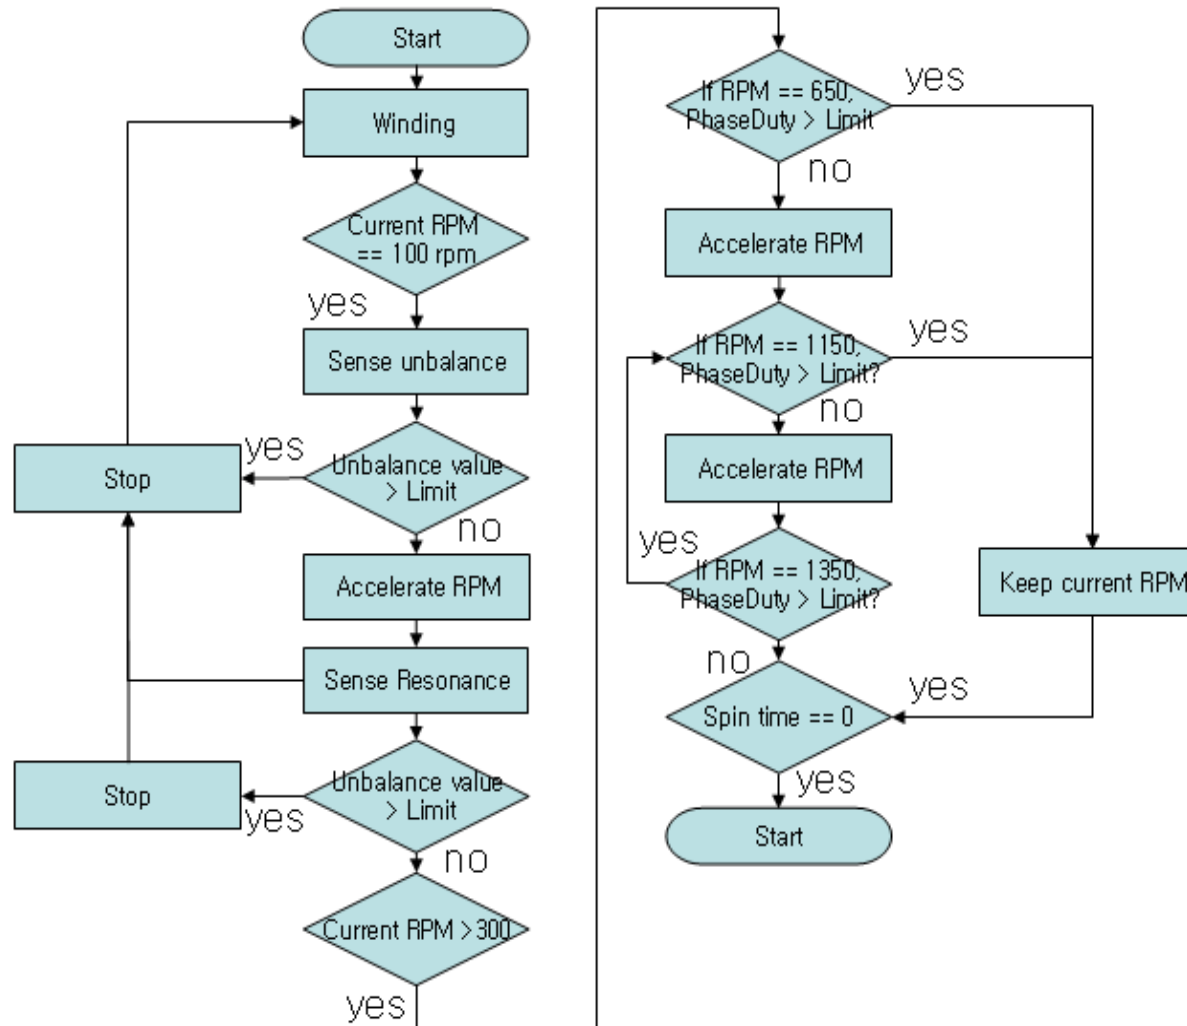 Start
Winding
Current RPM
== 100 rpm
yes
Sense unbalance
yes
Unbalance value
> Limit
Stop
no
Accelerate RPM
Sense Resonance
Unbalance value
> Limit
Stop
yes
no
Current RPM >300
yes
If RPM == 650,
PhaseDuty > Limit
yes
no
Accelerate RPM
If RPM == 1150,
PhaseDuty > Limit?
yes
no
Accelerate RPM
yes
If RPM == 1350,
PhaseDuty > Limit?
Keep current RPM
no
yes
Spin time == 0
yes
Start